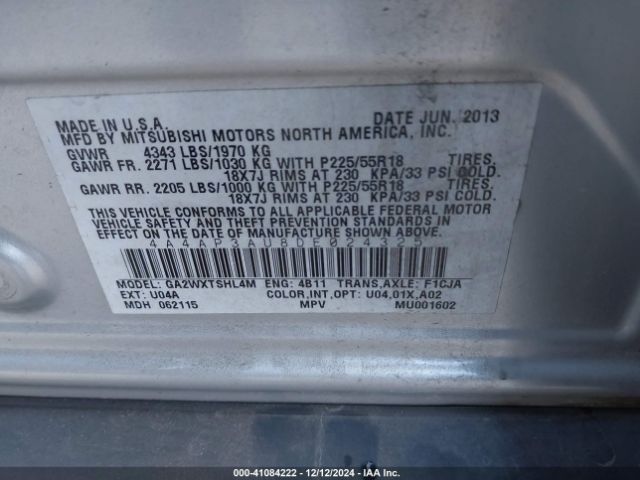 MADE IN U.S.A. DATE JUN. 2013
MFD BY MITSUBISHI MOTORS NORTH AMERICA, INC.
GVWR 4343 LBS/1970 KG
GAWR FR. 2271 LBS/1030 KG WITH P225/55R18 TIRES,
18X7J RIMS AT 230 KPA/33 PSI COLD.
GAWR RR. 2205 LBS/1000 KG WITH P225/55R18 TIRES,
18X7J RIMS AT 230 KPA/33 PSI COLD.
THIS VEHICLE CONFORMS TO ALL APPLICABLE FEDERAL MOTOR
VEHICLE SAFETY AND THEFT PREVENTION STANDARDS IN
EFFECT ON THE DATE OF MANUFACTURE SHOWN ABOVE.
4A4AP3AU8DE024325
MODEL: GA2WXTSHL4M ENG: 4B11 TRANS,AXLE: F1CJA
EXT: U04A COLOR,INT,OPT: U04,01X,A02
MDH 062115 MPV MU001602
000-41084222 - 12/12/2024 - IAAI.com